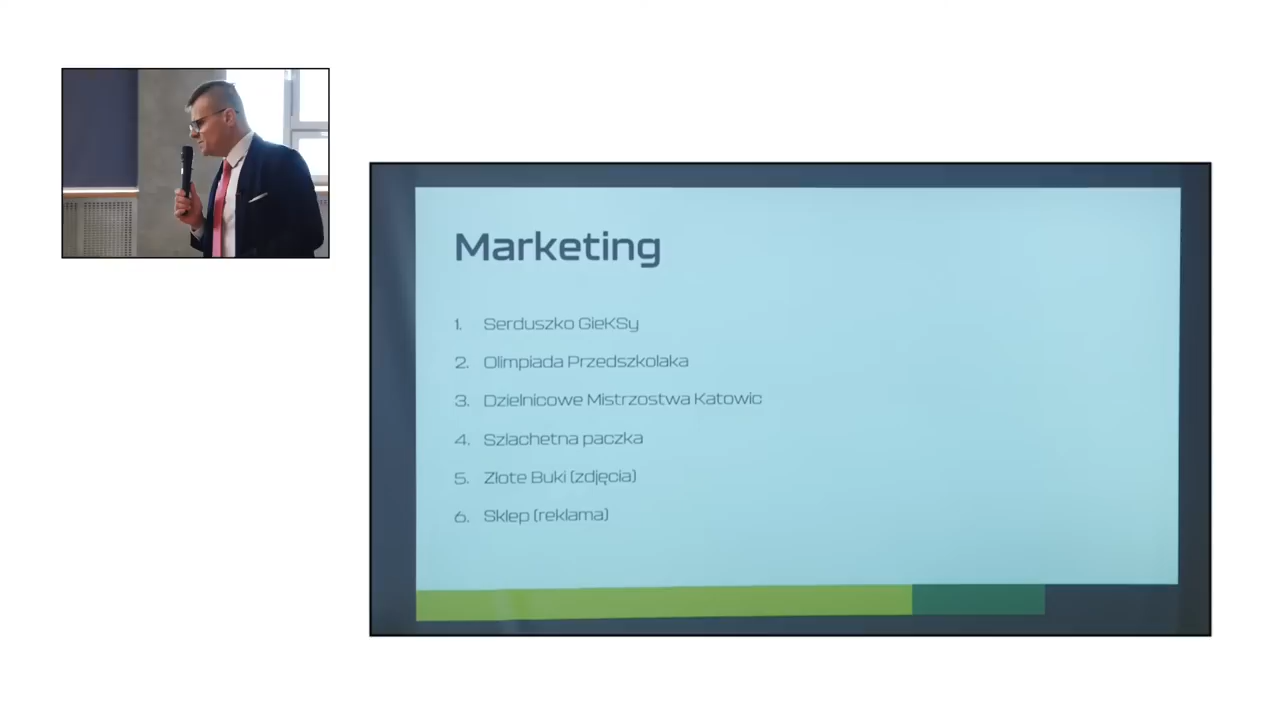 Marketing
1. Serduszko GieKSy
2. Olimpiada Przedszkolaka
3. Dzielnicowe Mistrzostwa Katowic
4. Szlachetna paczka
5. Złote Buki (zdjęcia)
6. Sklep (reklama)